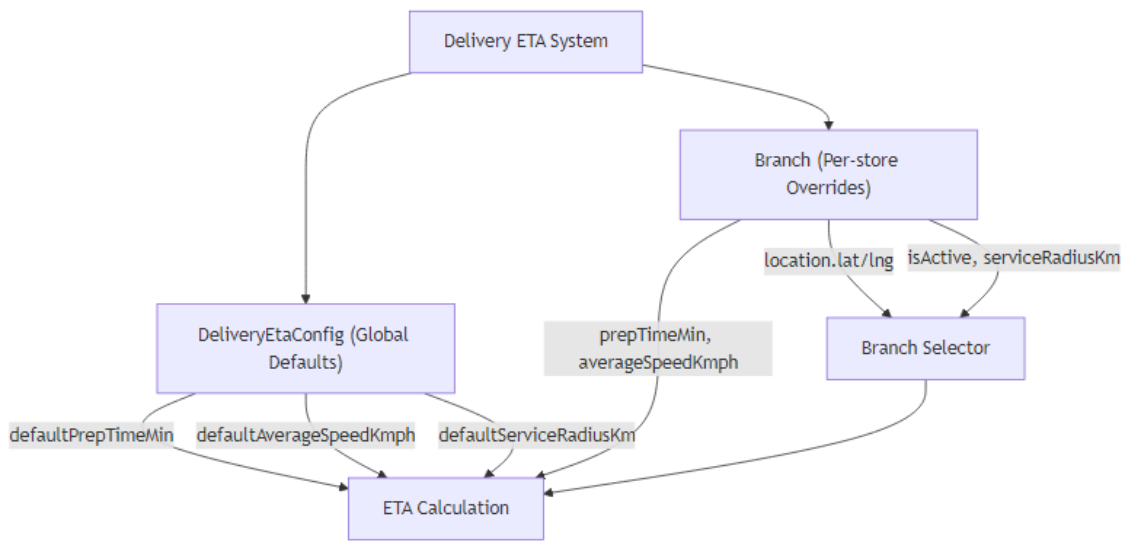 Delivery ETA System
Branch (Per-store
Overrides)
location.lat/lng
isActive, serviceRadiusKm
DeliveryEtaConfig (Global
Defaults)
prepTimeMin,
averageSpeedKmph
Branch Selector
defaultPrepTimeMin
defaultAverageSpeedKmph
defaultServiceRadiusKm
ETA Calculation